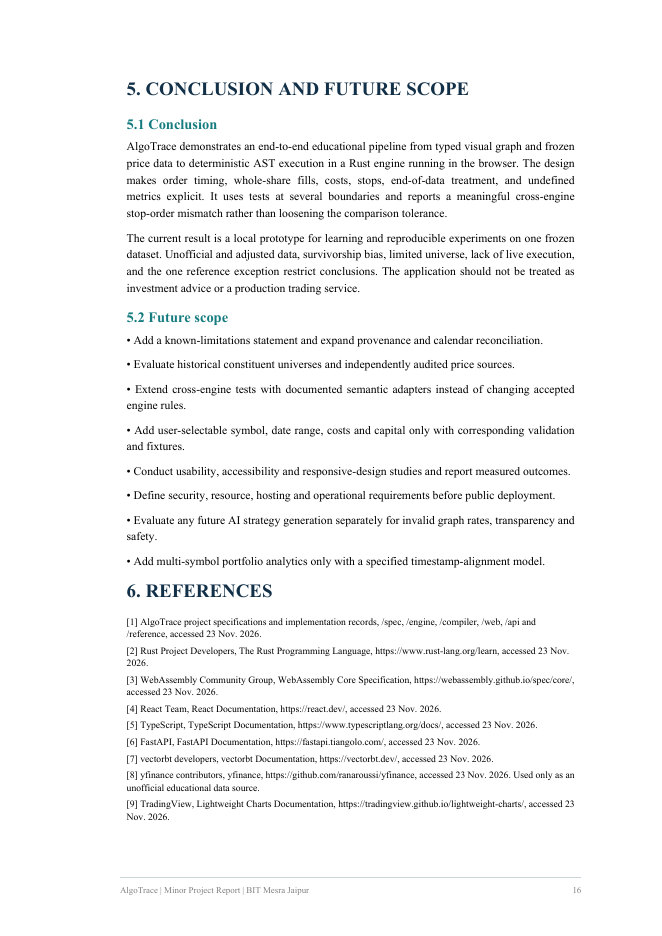 5. CONCLUSION AND FUTURE SCOPE
5.1 Conclusion
AlgoTrace demonstrates an end-to-end educational pipeline from typed visual graph and frozen
price data to deterministic AST execution in a Rust engine running in the browser. The design
makes order timing, whole-share fills, costs, stops, end-of-data treatment, and undefined
metrics explicit. It uses tests at several boundaries and reports a meaningful cross-engine
stop-order mismatch rather than loosening the comparison tolerance.
The current result is a local prototype for learning and reproducible experiments on one frozen
dataset. Unofficial and adjusted data, survivorship bias, limited universe, lack of live execution,
and the one reference exception restrict conclusions. The application should not be treated as
investment advice or a production trading service.
5.2 Future scope
• Add a known-limitations statement and expand provenance and calendar reconciliation.
• Evaluate historical constituent universes and independently audited price sources.
• Extend cross-engine tests with documented semantic adapters instead of changing accepted
engine rules.
• Add user-selectable symbol, date range, costs and capital only with corresponding validation
and fixtures.
• Conduct usability, accessibility and responsive-design studies and report measured outcomes.
• Define security, resource, hosting and operational requirements before public deployment.
• Evaluate any future AI strategy generation separately for invalid graph rates, transparency and
safety.
• Add multi-symbol portfolio analytics only with a specified timestamp-alignment model.
6. REFERENCES
[1] AlgoTrace project specifications and implementation records, /spec, /engine, /compiler, /web, /api and
/reference, accessed 23 Nov. 2026.
[2] Rust Project Developers, The Rust Programming Language, https://www.rust-lang.org/learn, accessed 23 Nov.
2026.
[3] WebAssembly Community Group, WebAssembly Core Specification, https://webassembly.github.io/spec/core/,
accessed 23 Nov. 2026.
[4] React Team, React Documentation, https://react.dev/, accessed 23 Nov. 2026.
[5] TypeScript, TypeScript Documentation, https://www.typescriptlang.org/docs/, accessed 23 Nov. 2026.
[6] FastAPI, FastAPI Documentation, https://fastapi.tiangolo.com/, accessed 23 Nov. 2026.
[7] vectorbt developers, vectorbt Documentation, https://vectorbt.dev/, accessed 23 Nov. 2026.
[8] yfinance contributors, yfinance, https://github.com/ranaroussi/yfinance, accessed 23 Nov. 2026. Used only as an
unofficial educational data source.
[9] TradingView, Lightweight Charts Documentation, https://tradingview.github.io/lightweight-charts/, accessed 23
Nov. 2026.
AlgoTrace | Minor Project Report | BIT Mesra Jaipur
16